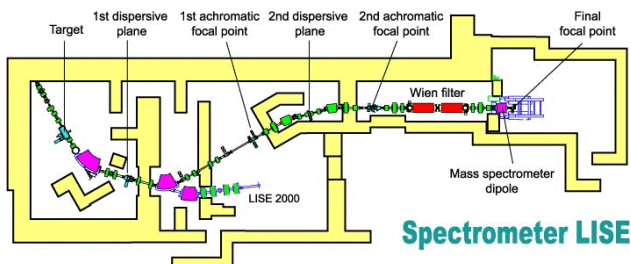 Target
1st dispersive
plane
1st achromatic
focal point
2nd dispersive
plane
2nd achromatic
focal point
Final
focal point
Wien filter
Mass spectrometer
dipole
LISE 2000
Spectrometer LISE